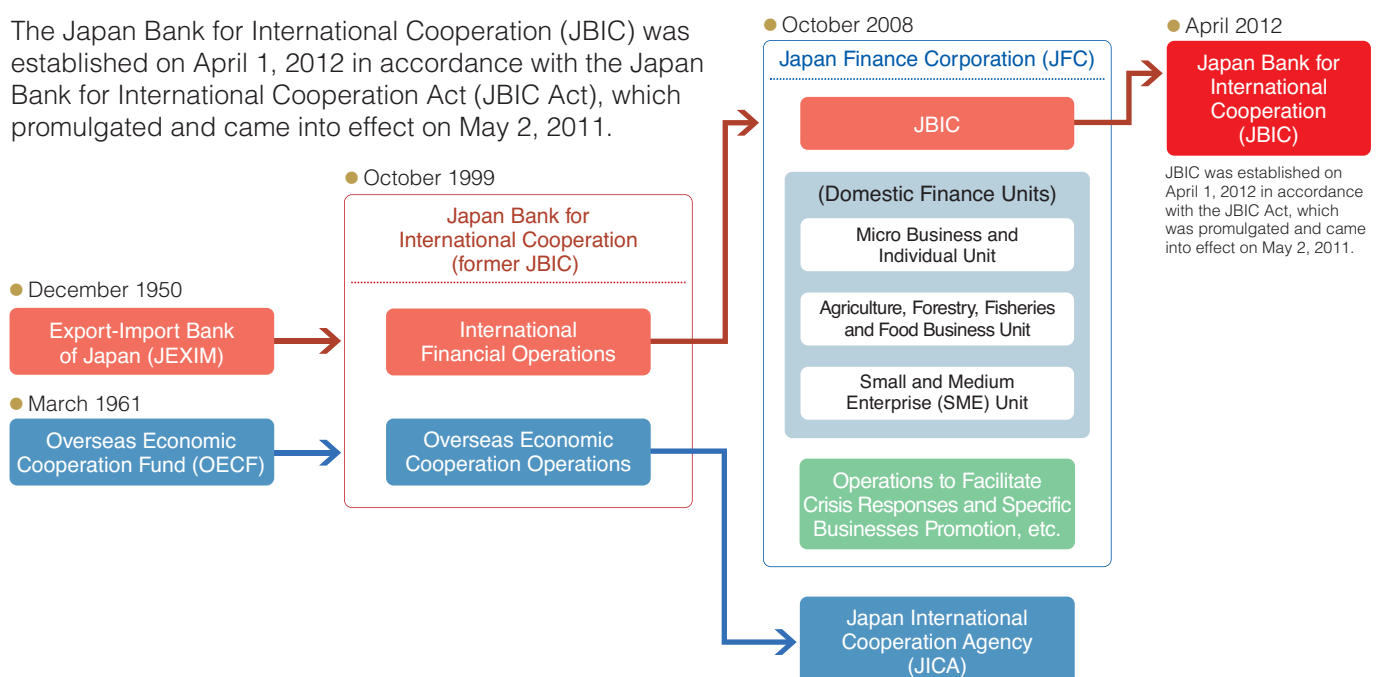 The Japan Bank for International Cooperation (JBIC) was
established on April 1, 2012 in accordance with the Japan
Bank for International Cooperation Act (JBIC Act), which
promulgated and came into effect on May 2, 2011.
December 1950
Export-Import Bank
of Japan (JEXIM)
March 1961
Overseas Economic
Cooperation Fund (OECF)
October 1999
Japan Bank for
International Cooperation
(former JBIC)
International
Financial Operations
Overseas Economic
Cooperation Operations
October 2008
Japan Finance Corporation (JFC)
JBIC
(Domestic Finance Units)
Micro Business and
Individual Unit
Agriculture, Forestry, Fisheries
and Food Business Unit
Small and Medium
Enterprise (SME) Unit
Operations to Facilitate
Crisis Responses and Specific
Businesses Promotion, etc.
Japan International
Cooperation Agency
(JICA)
April 2012
Japan Bank for
International
Cooperation
(JBIC)
JBIC was established on
April 1, 2012 in accordance
with the JBIC Act, which
was promulgated and came
into effect on May 2, 2011.